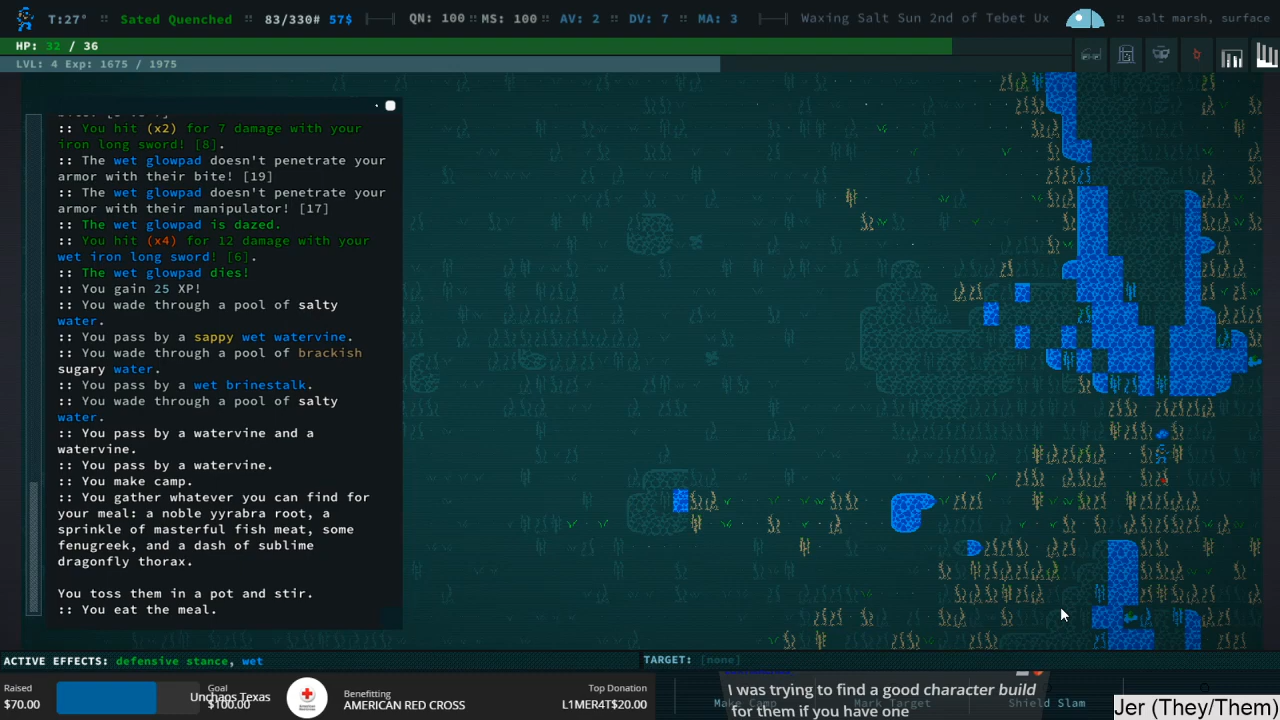 T:27° :: Sated Quenched :: 83/330# 57$ QN: 100 :: MS: 100 :: AV: 2 :: DV: 7 :: MA: 3 Waxing Salt Sun 2nd of Tebet Ux :: salt marsh, surface
HP: 32 / 36
LVL: 4 Exp: 1675 / 1975
:: You hit (x2) for 7 damage with your
iron long sword! [8].
:: The wet glowpad doesn't penetrate your
armor with their bite! [19]
:: The wet glowpad doesn't penetrate your
armor with their manipulator! [17]
:: The wet glowpad is dazed.
:: You hit (x4) for 12 damage with your
wet iron long sword! [6].
:: The wet glowpad dies!
:: You gain 25 XP!
:: You wade through a pool of salty
water.
:: You pass by a sappy wet watervine.
:: You wade through a pool of brackish
sugary water.
:: You pass by a wet brinestalk.
:: You wade through a pool of salty
water.
:: You pass by a watervine and a
watervine.
:: You pass by a watervine.
:: You make camp.
:: You gather whatever you can find for
your meal: a noble yyrabra root, a
sprinkle of masterful fish meat, some
fenugreek, and a dash of sublime
dragonfly thorax.
You toss them in a pot and stir.
:: You eat the meal.
ACTIVE EFFECTS: defensive stance, wet
TARGET: [none]
Raised
$70.00
Goal
$100.00
Unchags Texas
Benefitting
AMERICAN RED CROSS
Top Donation
L1MER4T$20.00
I was trying to find a good character build
for them if you have one
Make Camp
Mark Target
Shield Slam
Jer (They/Them)